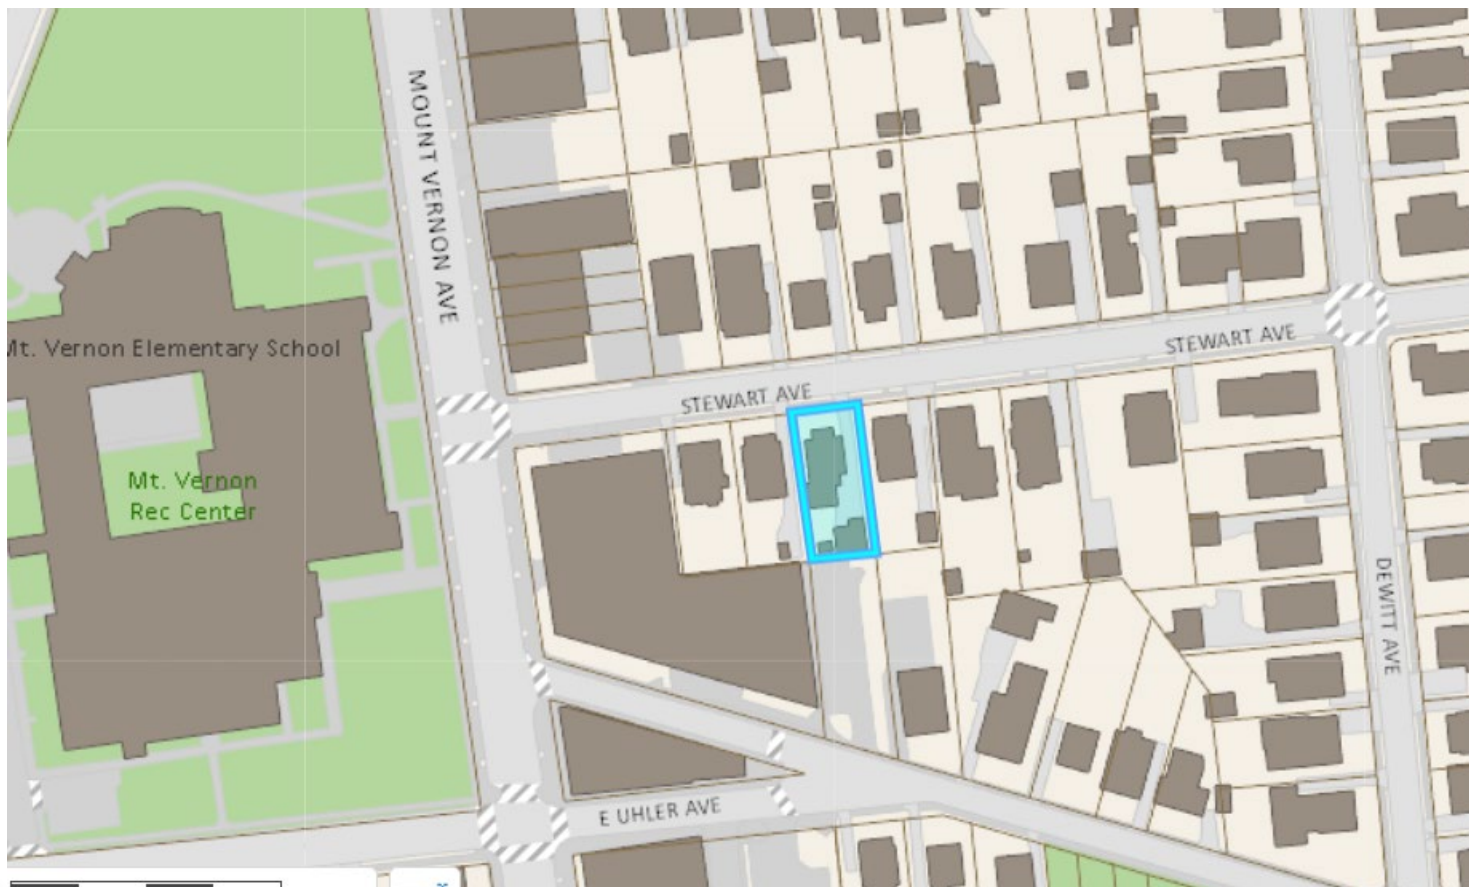 MOUNT VERNON AVE
Mt. Vernon Elementary School
STEWART AVE
STEWART AVE
Mt. Vernon
Rec Center
DEWITT AVE
E UHLER AVE